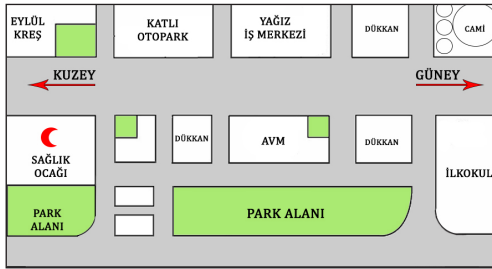 EYLÜL
KREŞ
KATLI
OTOPARK
YAĞIZ
İŞ MERKEZİ
DÜKKAN
CAMİ
KUZEY
GÜNEY
SAĞLIK
OCAĞI
DÜKKAN
AVM
DÜKKAN
İLKOKUL
PARK
ALANI
PARK ALANI